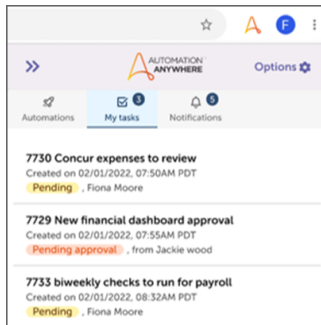 F
AUTOMATION
ANYWHERE
Options
3
5
Automations
My tasks
Notifications
7730 Concur expenses to review
Created on 02/01/2022, 07:50AM PDT
Pending , Fiona Moore
7729 New financial dashboard approval
Created on 02/01/2022, 07:55AM PDT
Pending approval , from Jackie wood
7733 biweekly checks to run for payroll
Created on 02/01/2022, 08:32AM PDT
Pending , Fiona Moore